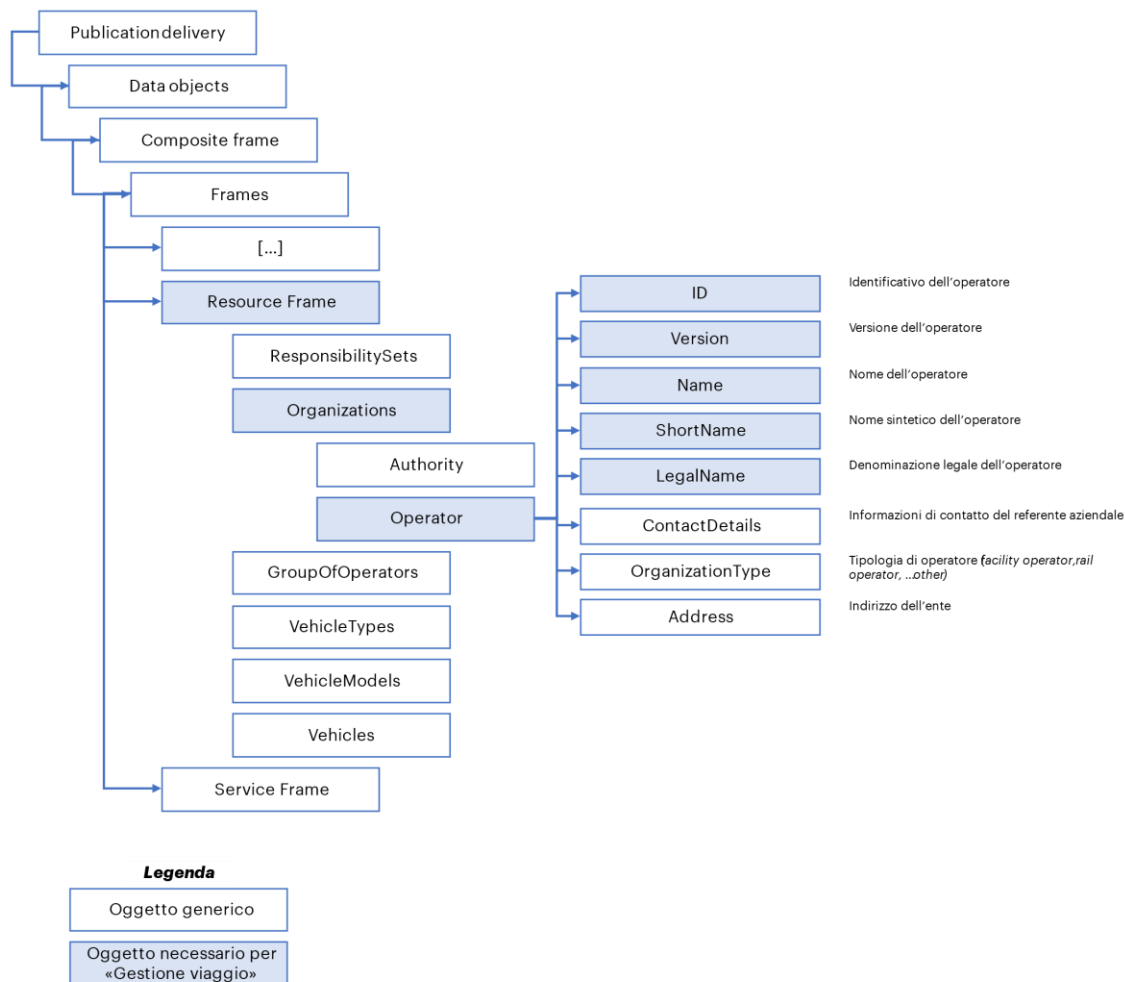 Publication delivery
Data objects
Composite frame
Frames
[...]
Resource Frame
ResponsibilitySets
Organizations
Authority
Operator
GroupOfOperators
VehicleTypes
VehicleModels
Vehicles
Service Frame
ID
Identificativo dell'operatore
Version
Versione dell'operatore
Name
Nome dell'operatore
ShortName
Nome sintetico dell'operatore
LegalName
Denominazione legale dell'operatore
ContactDetails
Informazioni di contatto del referente aziendale
OrganizationType
Tipologia di operatore (facility operator,rail
operator, ...other)
Address
Indirizzo dell'ente
Legenda
Oggetto generico
Oggetto necessario per
«Gestione viaggio»